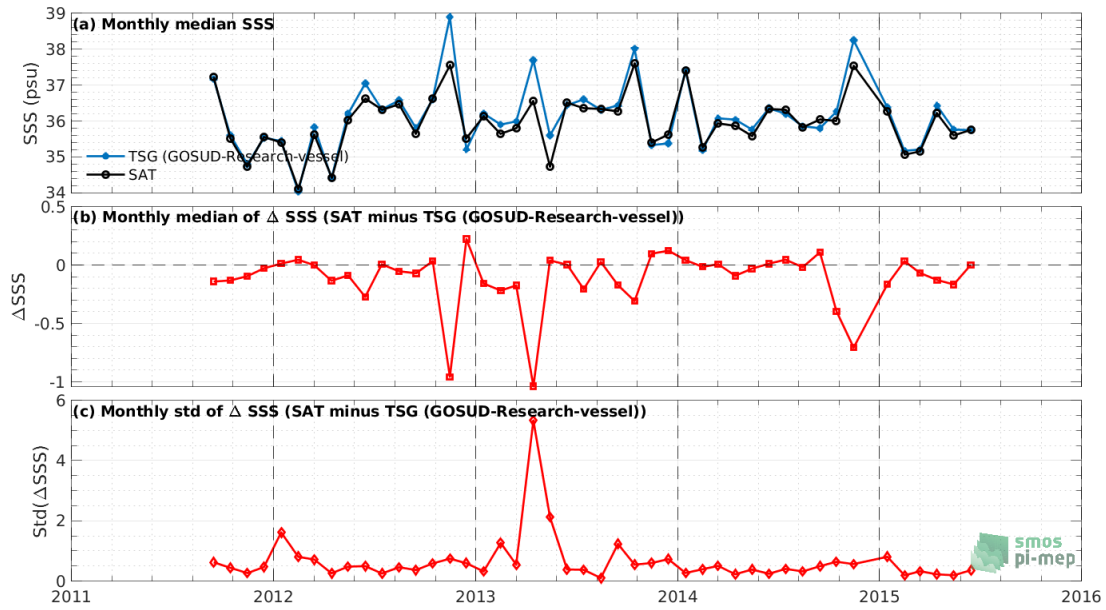 (a) Monthly median SSS
SSS (psu)
39
38
37
36
35
34
TSG (GOSUD-Research-vessel)
SAT
(b) Monthly median of Δ SSS (SAT minus TSG (GOSUD-Research-vessel))
ΔSSS
0.5
0
-0.5
-1
(c) Monthly std of Δ SSS (SAT minus TSG (GOSUD-Research-vessel))
Std(ΔSSS)
6
4
2
0
smos
pi-mep
2011 2012 2013 2014 2015 2016